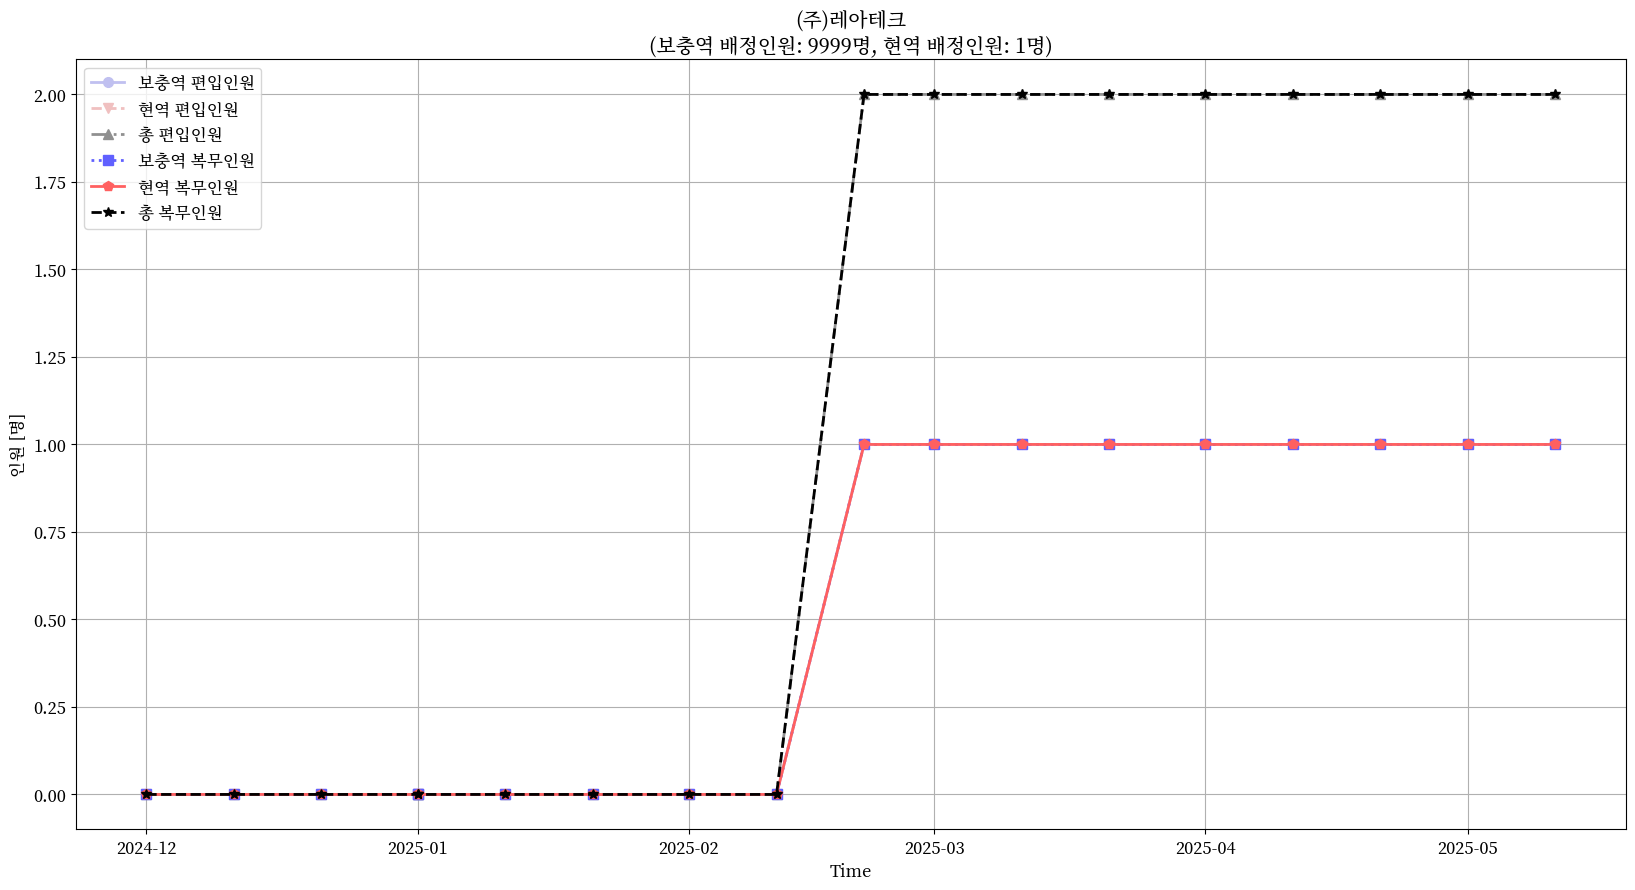 (주)레아테크
(보충역 배정인원: 9999명, 현역 배정인원: 1명)
보충역 편입인원
현역 편입인원
총 편입인원
보충역 복무인원
현역 복무인원
총 복무인원
2.00
1.75
1.50
1.25
1.00
0.75
0.50
0.25
0.00
인원 [명]
2024-12
2025-01
2025-02
2025-03
2025-04
2025-05
Time